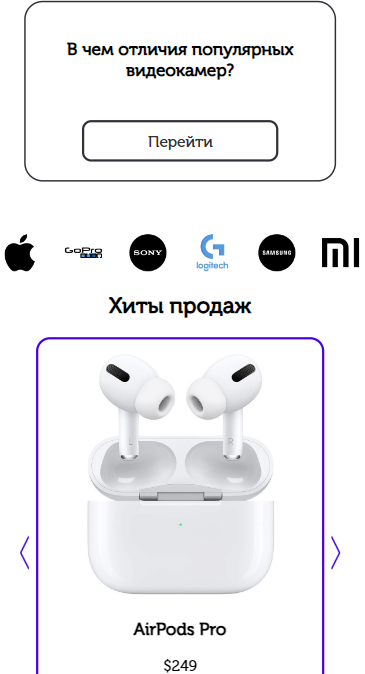 В чем отличия популярных
видеокамер?
Перейти
GoPro
SONY
logitech
SAMSUNG
Хиты продаж
L
R
AirPods Pro
$249